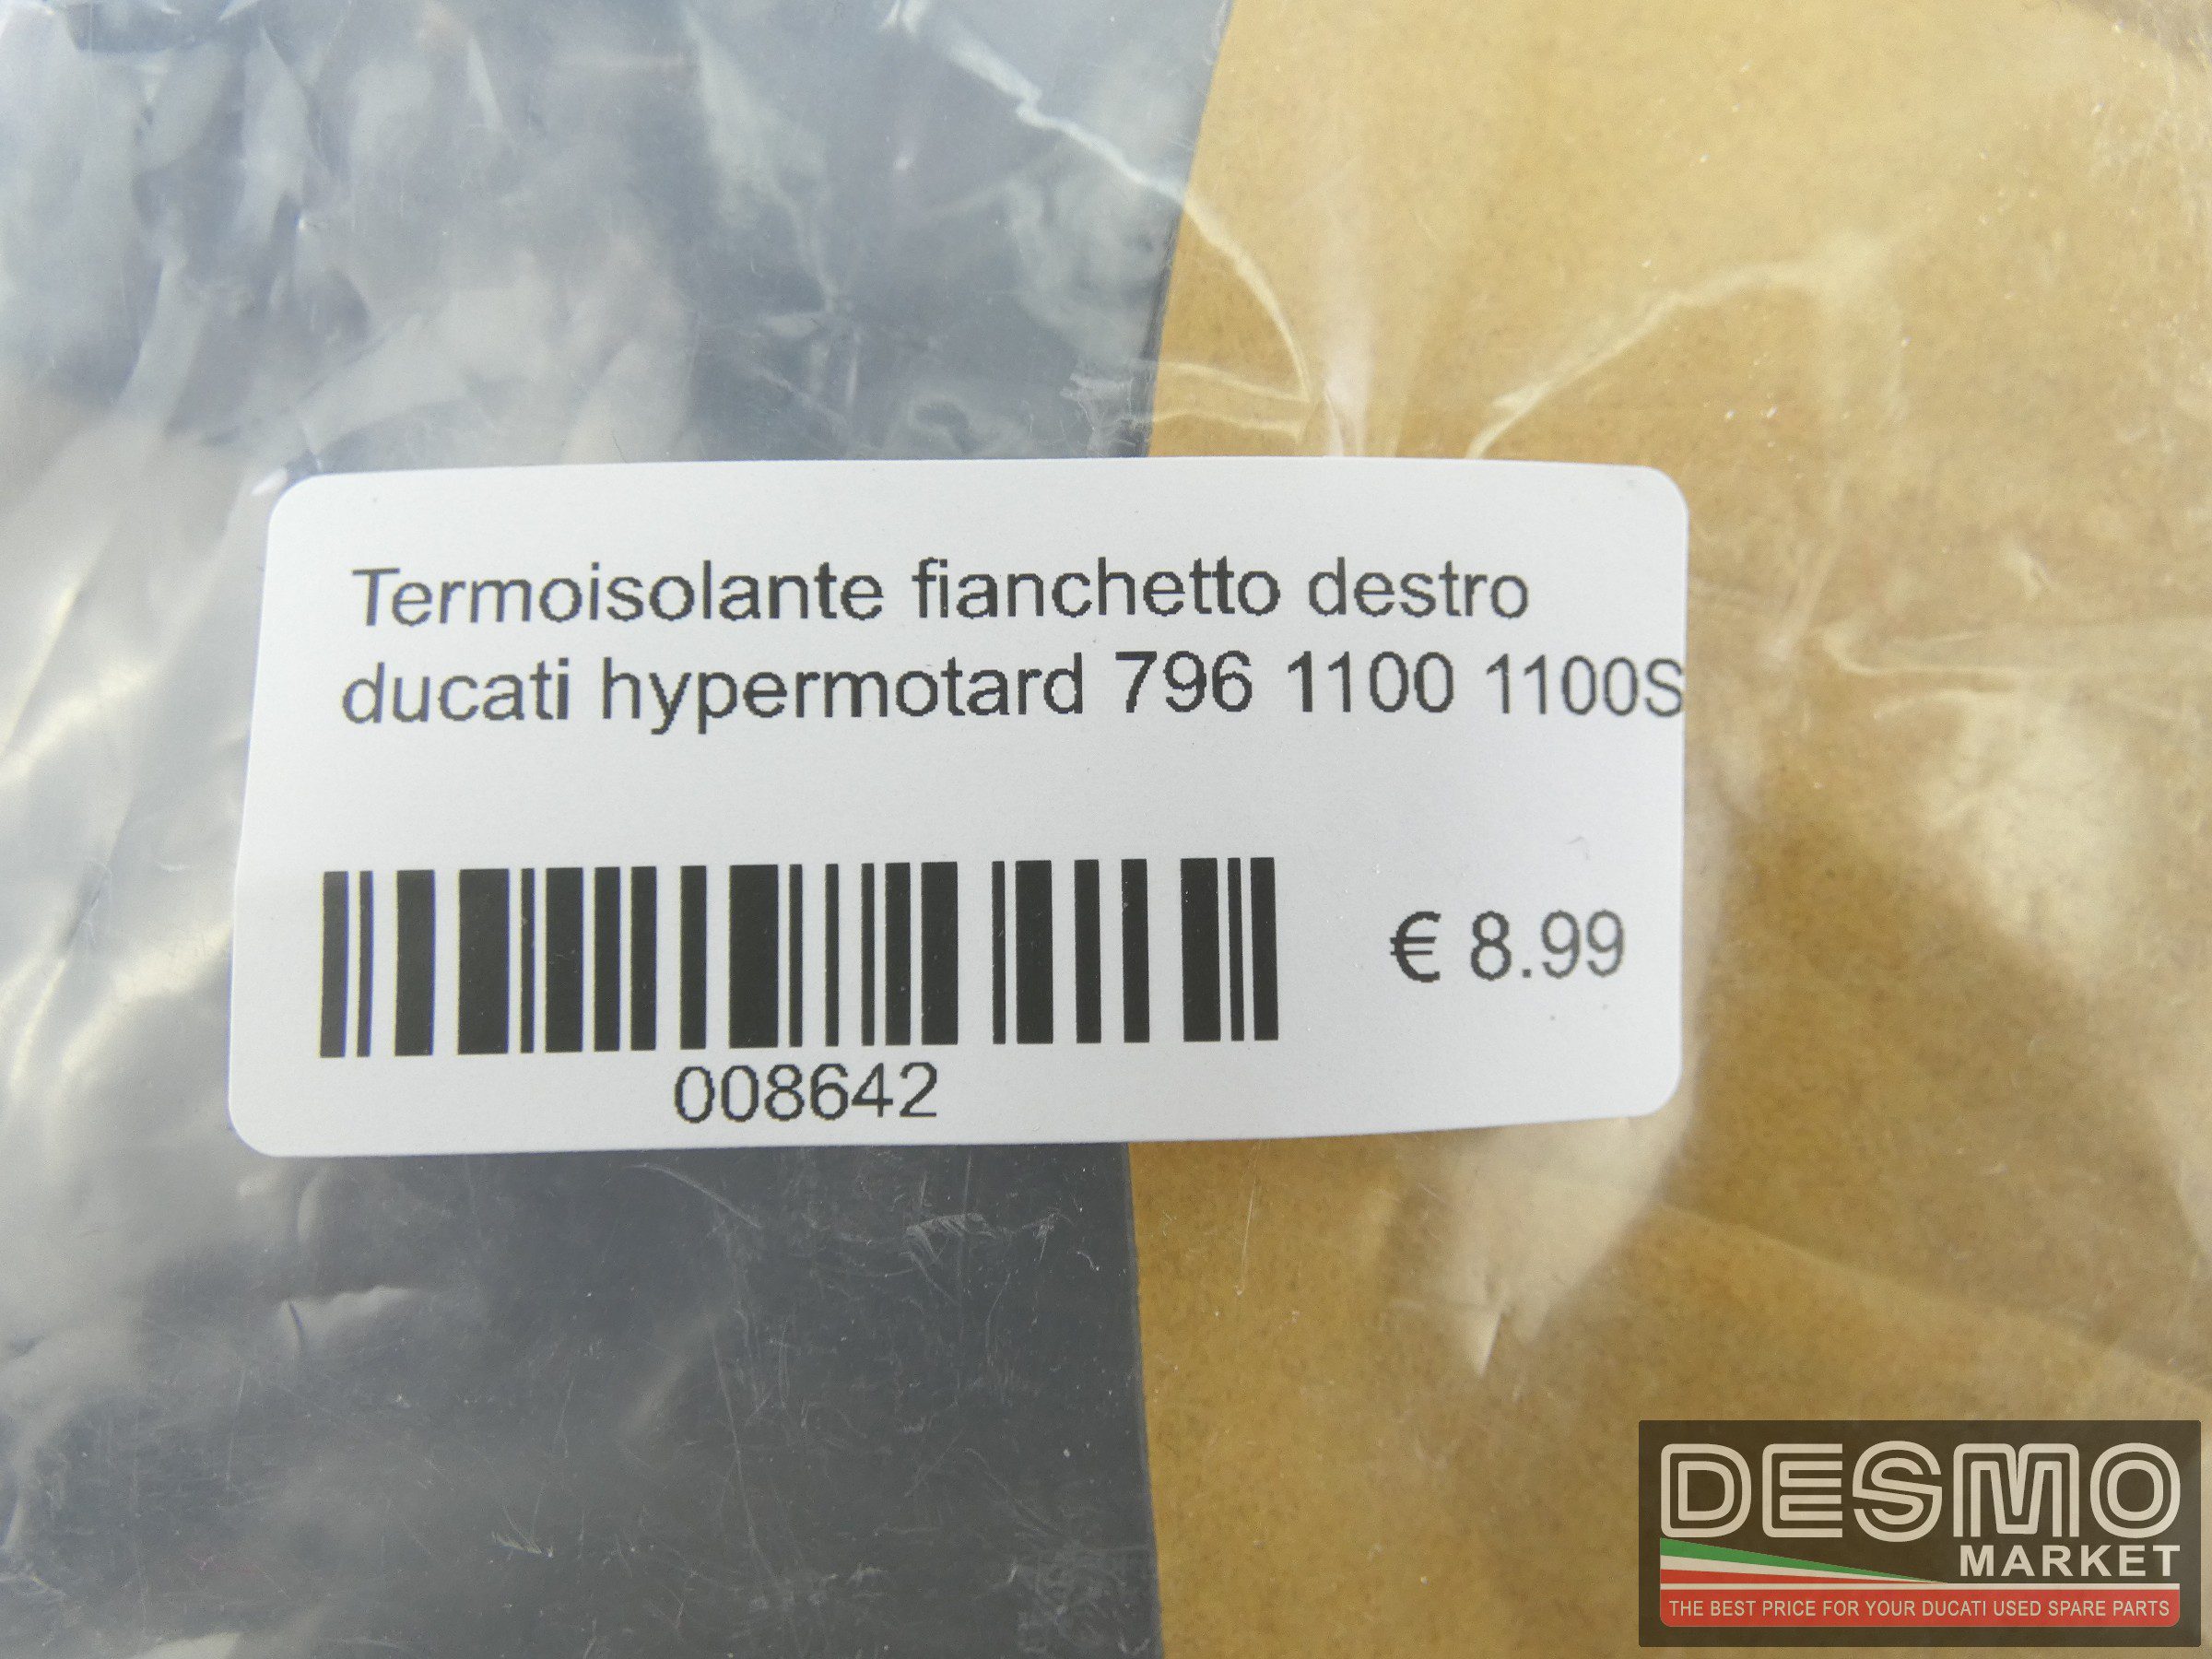 Termoisolante fianchetto destro
ducati hypermotard 796 1100 1100S
€ 8.99
008642
DESMO
MARKET
THE BEST PRICE FOR YOUR DUCATI USED SPARE PARTS